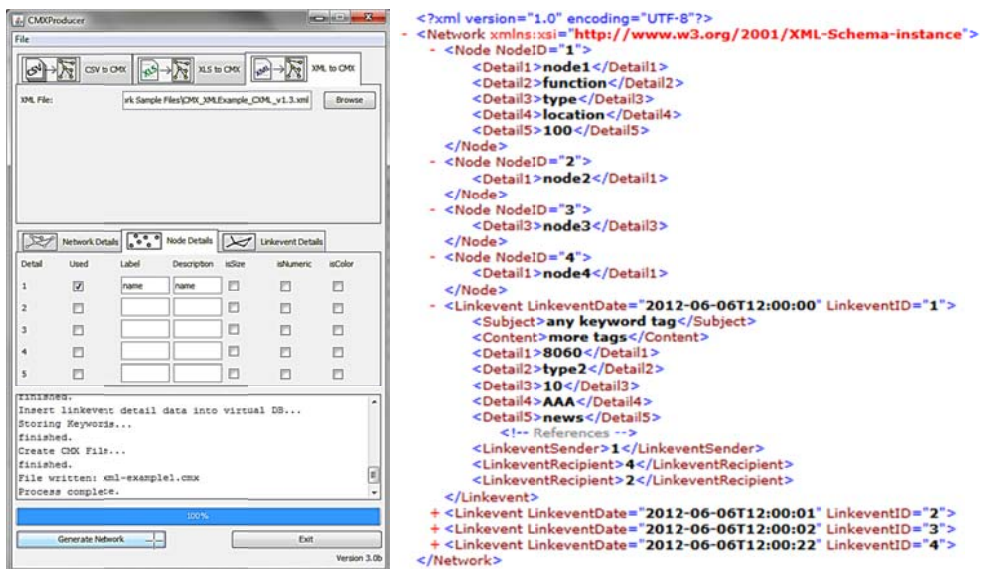 CMXProducer
File
CSV to CMX
XLS to CMX
XML to CMX
XML File:
rk Sample Files\CMX_XMLExample_CXML_v1.3.xml
Browse
Network Details
Node Details
Linkevent Details
Detail Used Label Description isSize isNumeric isColor
1 name name
2
3
4
5
finished.
Insert linkevent detail data into virtual DB...
Storing Keywords...
finished.
Create CMX File...
finished.
File written: xml-example1.cmx
Process complete.
100%
Generate Network
Exit
Version 3.0b
<?xml version="1.0" encoding="UTF-8"?>
- <Network xmlns:xsi="http://www.w3.org/2001/XML-Schema-instance">
- <Node NodeID="1">
<Detail1>node1</Detail1>
<Detail2>function</Detail2>
<Detail3>type</Detail3>
<Detail4>location</Detail4>
<Detail5>100</Detail5>
</Node>
- <Node NodeID="2">
<Detail1>node2</Detail1>
</Node>
- <Node NodeID="3">
<Detail3>node3</Detail3>
</Node>
- <Node NodeID="4">
<Detail1>node4</Detail1>
</Node>
- <Linkevent LinkeventDate="2012-06-06T12:00:00" LinkeventID="1">
<Subject>any keyword tag</Subject>
<Content>more tags</Content>
<Detail1>8060</Detail1>
<Detail2>type2</Detail2>
<Detail3>10</Detail3>
<Detail4>AAA</Detail4>
<Detail5>news</Detail5>
<!-- References -->
<LinkeventSender>1</LinkeventSender>
<LinkeventRecipient>4</LinkeventRecipient>
<LinkeventRecipient>2</LinkeventRecipient>
</Linkevent>
+ <Linkevent LinkeventDate="2012-06-06T12:00:01" LinkeventID="2">
+ <Linkevent LinkeventDate="2012-06-06T12:00:02" LinkeventID="3">
+ <Linkevent LinkeventDate="2012-06-06T12:00:22" LinkeventID="4">
</Network>